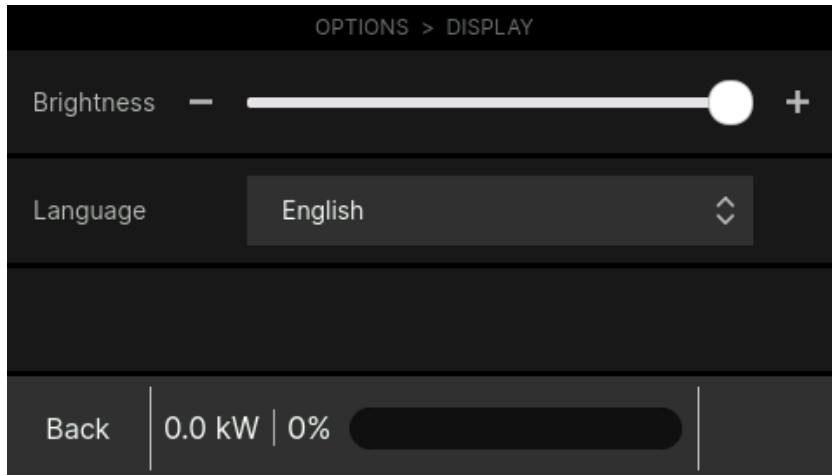 OPTIONS > DISPLAY
Brightness − +
Language English
Back 0.0 kW | 0%